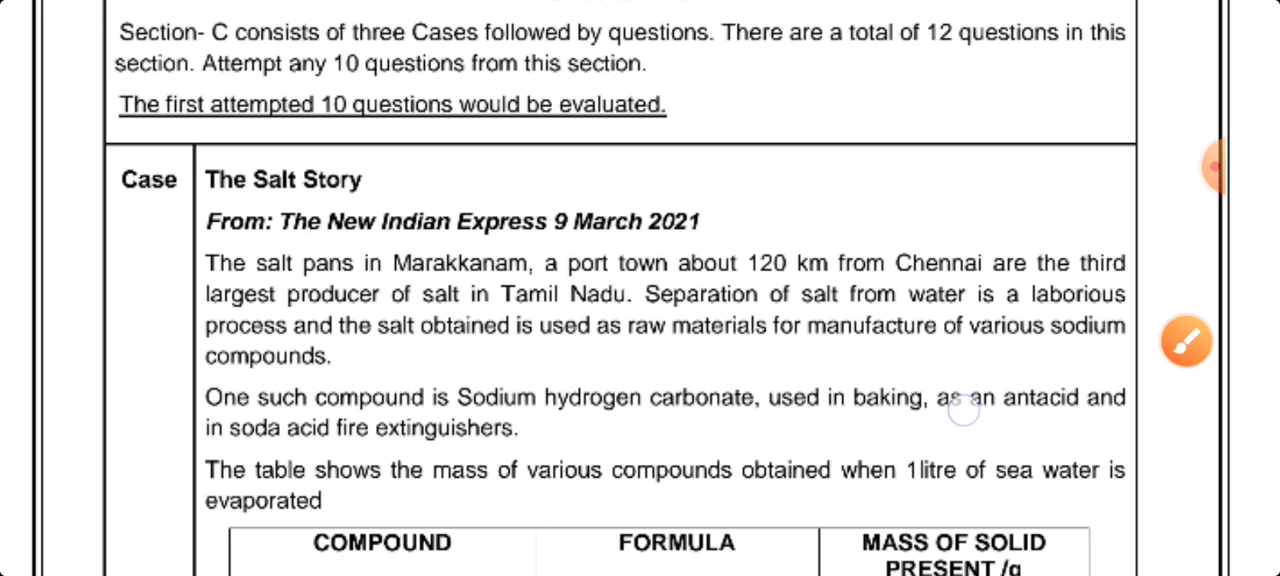 Section- C consists of three Cases followed by questions. There are a total of 12 questions in this
section. Attempt any 10 questions from this section.
The first attempted 10 questions would be evaluated.
Case
The Salt Story
From: The New Indian Express 9 March 2021
The salt pans in Marakkanam, a port town about 120 km from Chennai are the third
largest producer of salt in Tamil Nadu. Separation of salt from water is a laborious
process and the salt obtained is used as raw materials for manufacture of various sodium
compounds.
One such compound is Sodium hydrogen carbonate, used in baking, as an antacid and
in soda acid fire extinguishers.
The table shows the mass of various compounds obtained when 1litre of sea water is
evaporated
COMPOUND FORMULA MASS OF SOLID
PRESENT /g